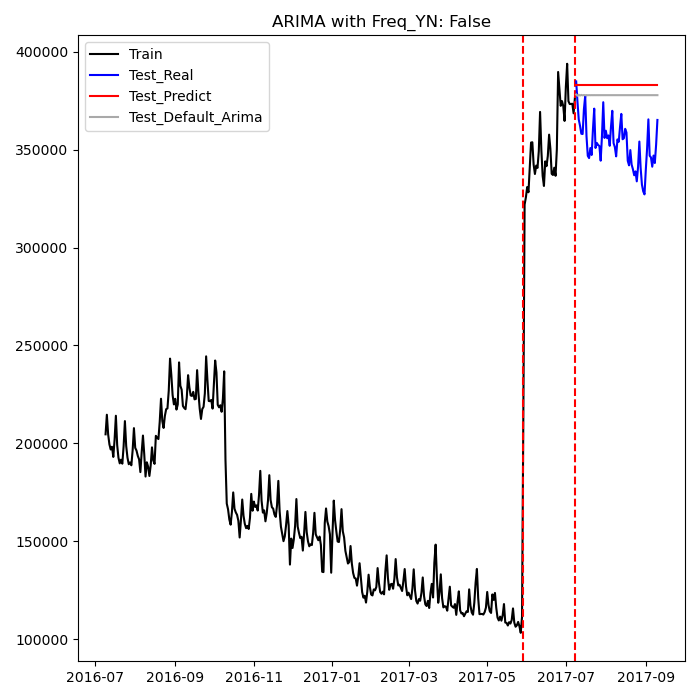 ARIMA with Freq_YN: False
Train
Test_Real
Test_Predict
Test_Default_Arima
400000
350000
300000
250000
200000
150000
100000
2016-07 2016-09 2016-11 2017-01 2017-03 2017-05 2017-07 2017-09